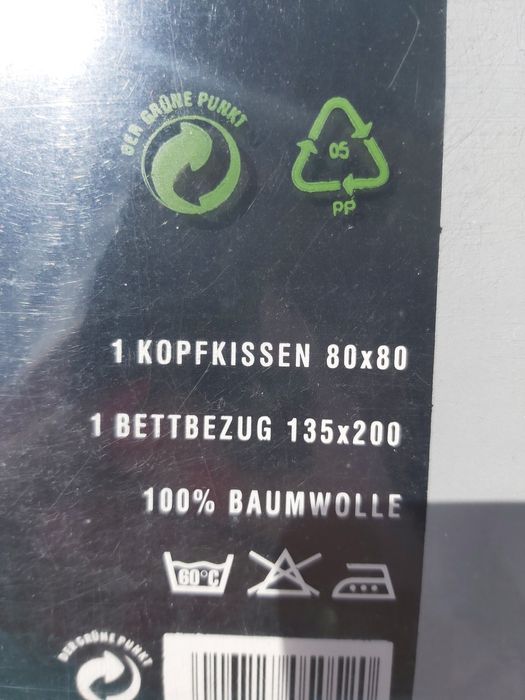 DER GRÜNE PUNKT
05
PP
1 KOPFKISSEN 80x80
1 BETTBEZUG 135x200
100% BAUMWOLLE
60°C
DER GRÜNE PUNKT